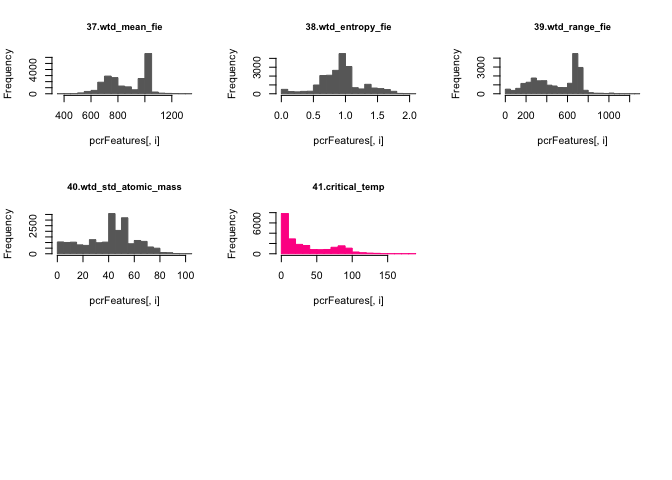 37.wtd_mean_fie
Frequency
0 4000
400 600 800 1000 1200
pcrFeatures[, i]
38.wtd_entropy_fie
Frequency
0 3000
0.0 0.5 1.0 1.5 2.0
pcrFeatures[, i]
39.wtd_range_fie
Frequency
0 3000
0 200 600 1000
pcrFeatures[, i]
40.wtd_std_atomic_mass
Frequency
0 2500
0 20 40 60 80 100
pcrFeatures[, i]
41.critical_temp
Frequency
0 6000
0 50 100 150
pcrFeatures[, i]